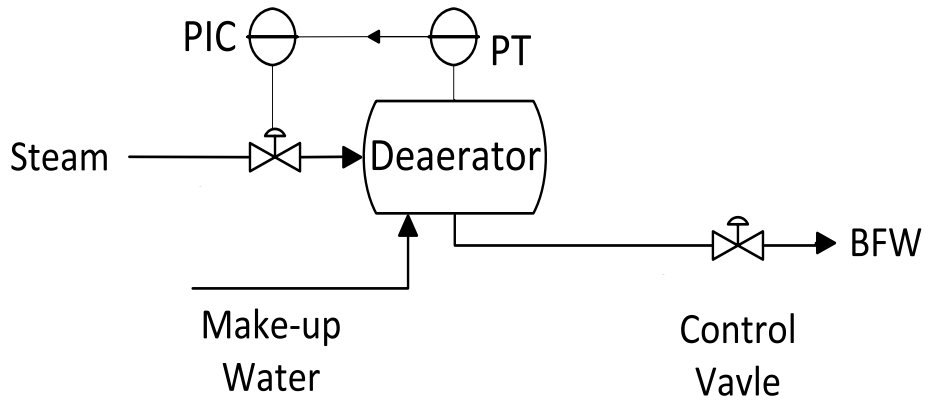 PIC
PT
Steam
Deaerator
BFW
Make-up
Water
Control
Vavle